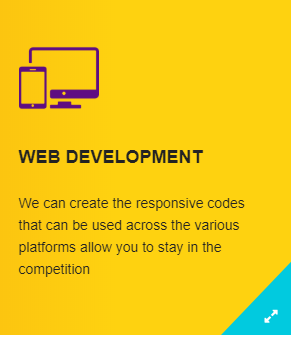 WEB DEVELOPMENT
We can create the responsive codes
that can be used across the various
platforms allow you to stay in the
competition